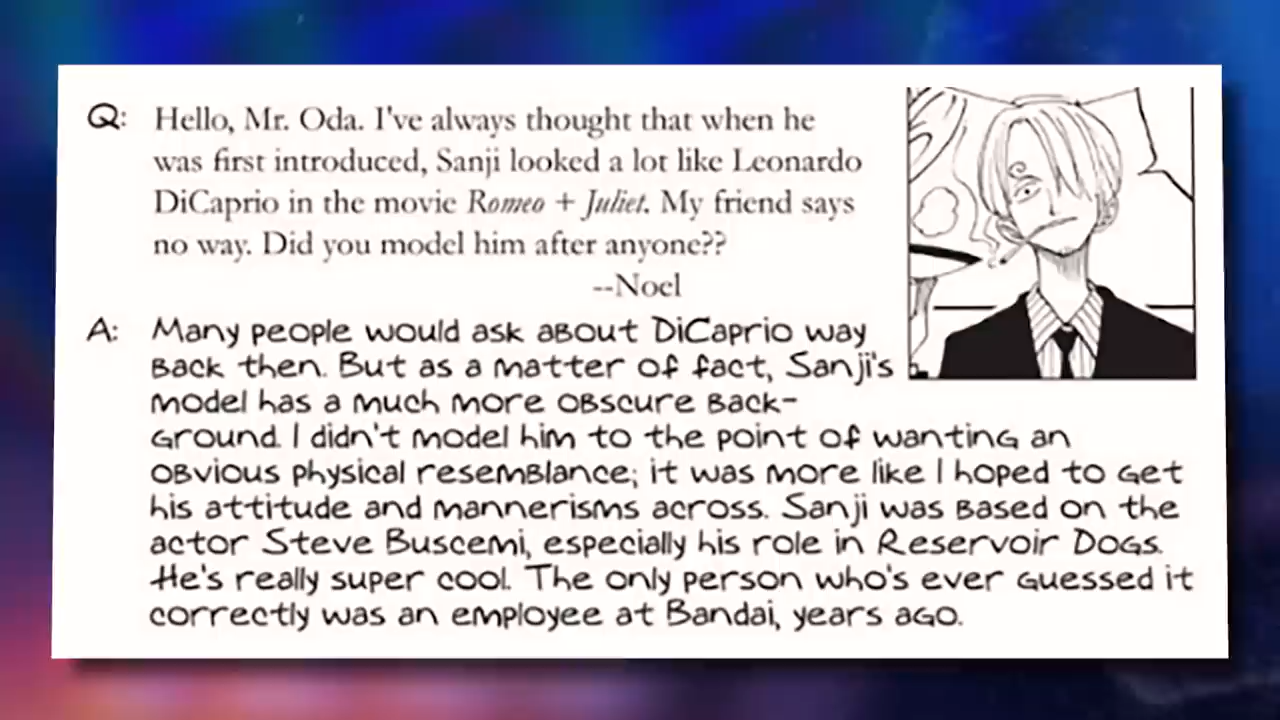 Q: Hello, Mr. Oda. I've always thought that when he
was first introduced, Sanji looked a lot like Leonardo
DiCaprio in the movie Romeo + Juliet. My friend says
no way. Did you model him after anyone??
--Noel
A: Many people would ask about DiCaprio way
back then. But as a matter of fact, Sanji's
model has a much more obscure back-
ground. I didn't model him to the point of wanting an
obvious physical resemblance; it was more like I hoped to get
his attitude and mannerisms across. Sanji was based on the
actor Steve Buscemi, especially his role in Reservoir Dogs.
He's really super cool. The only person who's ever guessed it
correctly was an employee at Bandai, years ago.